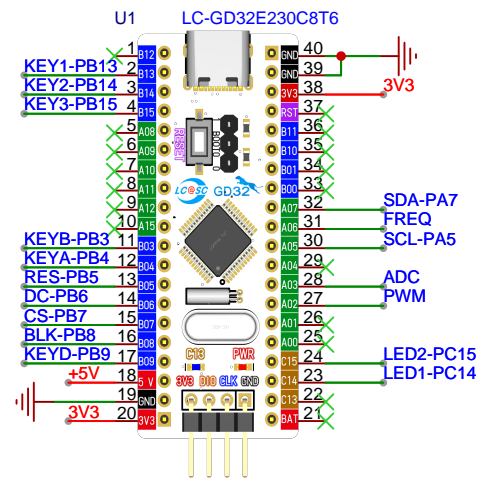 U1 LC-GD32E230C8T6
1 B12 GND 40
KEY1-PB13 2 B13 GND 39
KEY2-PB14 3 B14 3V3 38 3V3
KEY3-PB15 4 B15 RST 37
5 A08 B11 36
6 A09 B10 35
7 A10 B01 34
8 A11 B00 33
9 A12 A07 32 SDA-PA7
10 A15 A06 31 FREQ
KEYB-PB3 11 B03 A05 30 SCL-PA5
KEYA-PB4 12 B04 A04 29
RES-PB5 13 B05 A03 28 ADC
DC-PB6 14 B06 A02 27 PWM
CS-PB7 15 B07 A01 26
BLK-PB8 16 B08 A00 25
KEYD-PB9 17 B09 C15 24 LED2-PC15
+5V 18 5 V C14 23 LED1-PC14
19 GND C13 22
3V3 20 3V3 BAT 21
RESET
BOOT0
LC@SC GD32
C13 PWR
3V3 DIO CLK GND